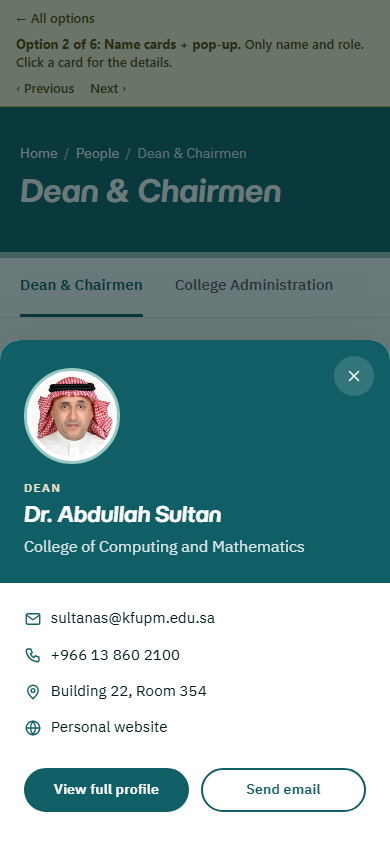 ← All options
Option 2 of 6: Name cards + pop-up. Only name and role.
Click a card for the details.
‹ Previous Next ›
Home / People / Dean & Chairmen
Dean & Chairmen
Dean & Chairmen College Administration
DEAN
Dr. Abdullah Sultan
College of Computing and Mathematics
sultanas@kfupm.edu.sa
+966 13 860 2100
Building 22, Room 354
Personal website
View full profile Send email